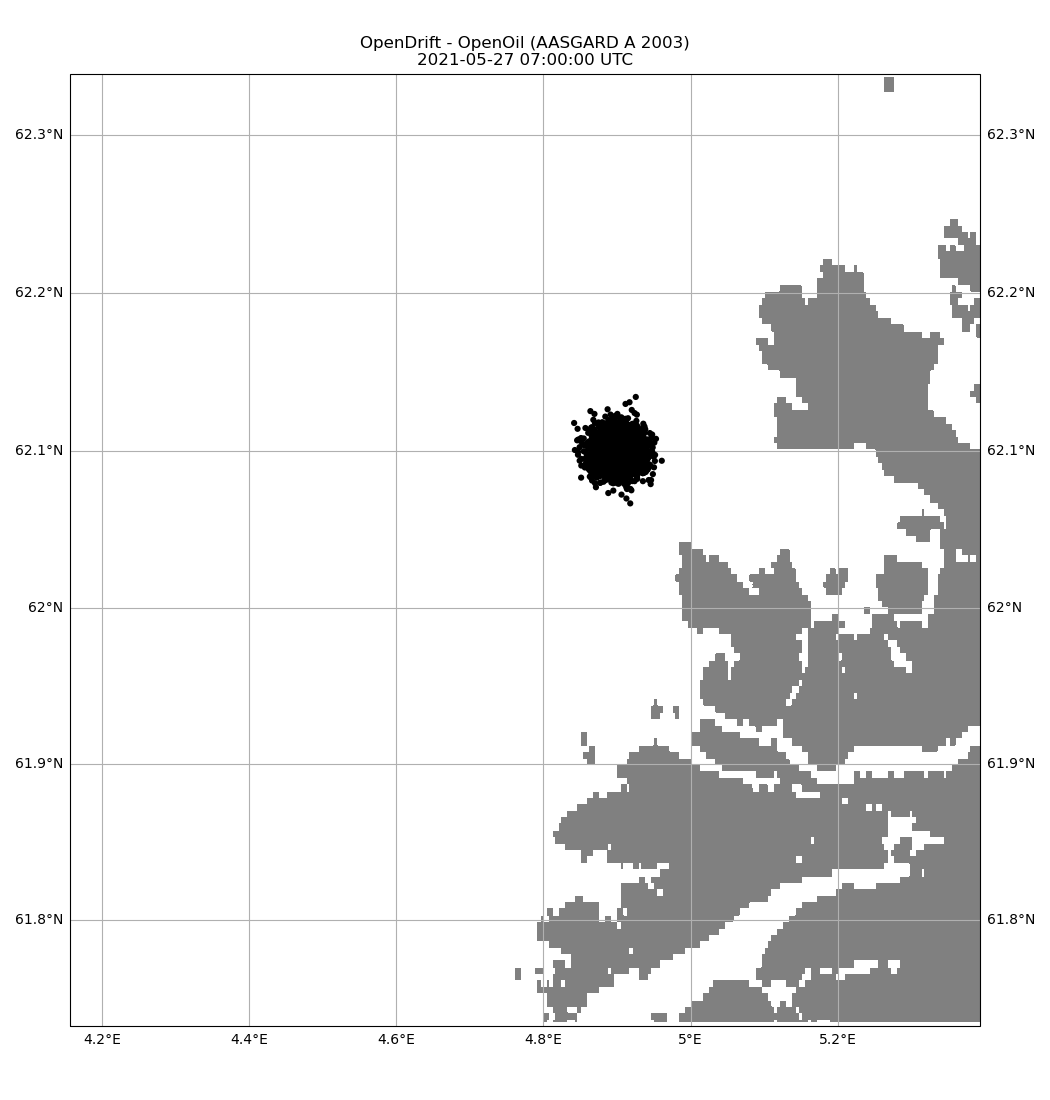 OpenDrift - OpenOil (AASGARD A 2003)
2021-05-27 07:00:00 UTC
62.3°N 62.3°N
62.2°N 62.2°N
62.1°N 62.1°N
62°N 62°N
61.9°N 61.9°N
61.8°N 61.8°N
4.2°E 4.4°E 4.6°E 4.8°E 5°E 5.2°E